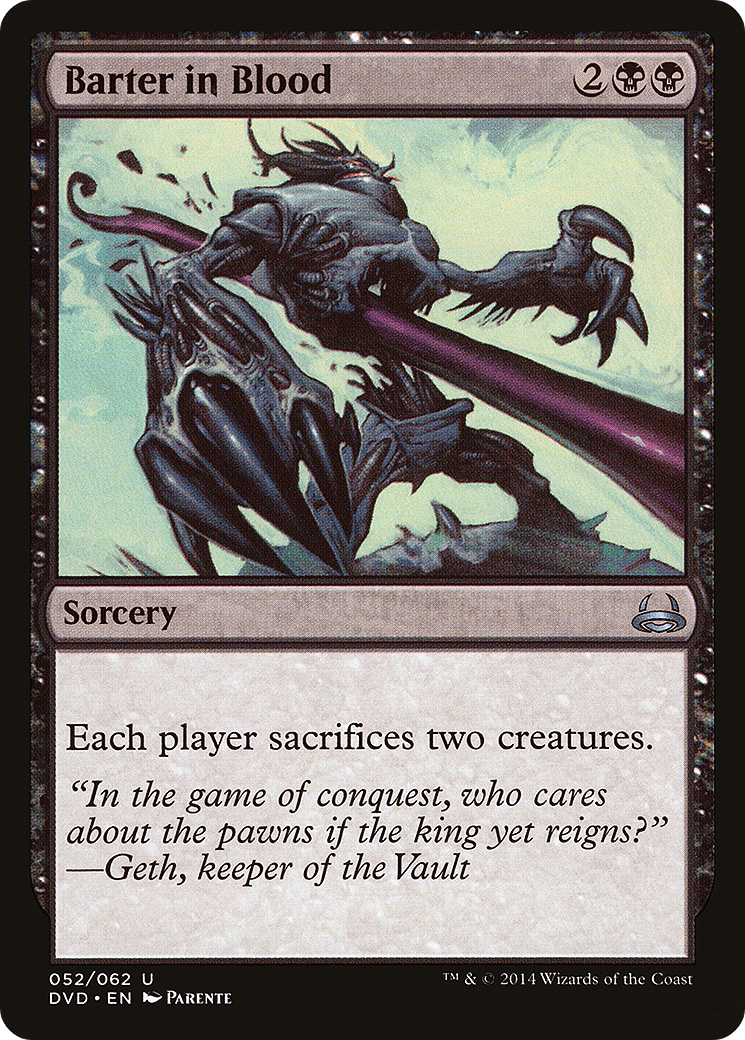 Barter in Blood 2
Sorcery
Each player sacrifices two creatures.
“In the game of conquest, who cares
about the pawns if the king yet reigns?”
—Geth, keeper of the Vault
052/062 U
™ & © 2014 Wizards of the Coast
DVD • EN PARENTE